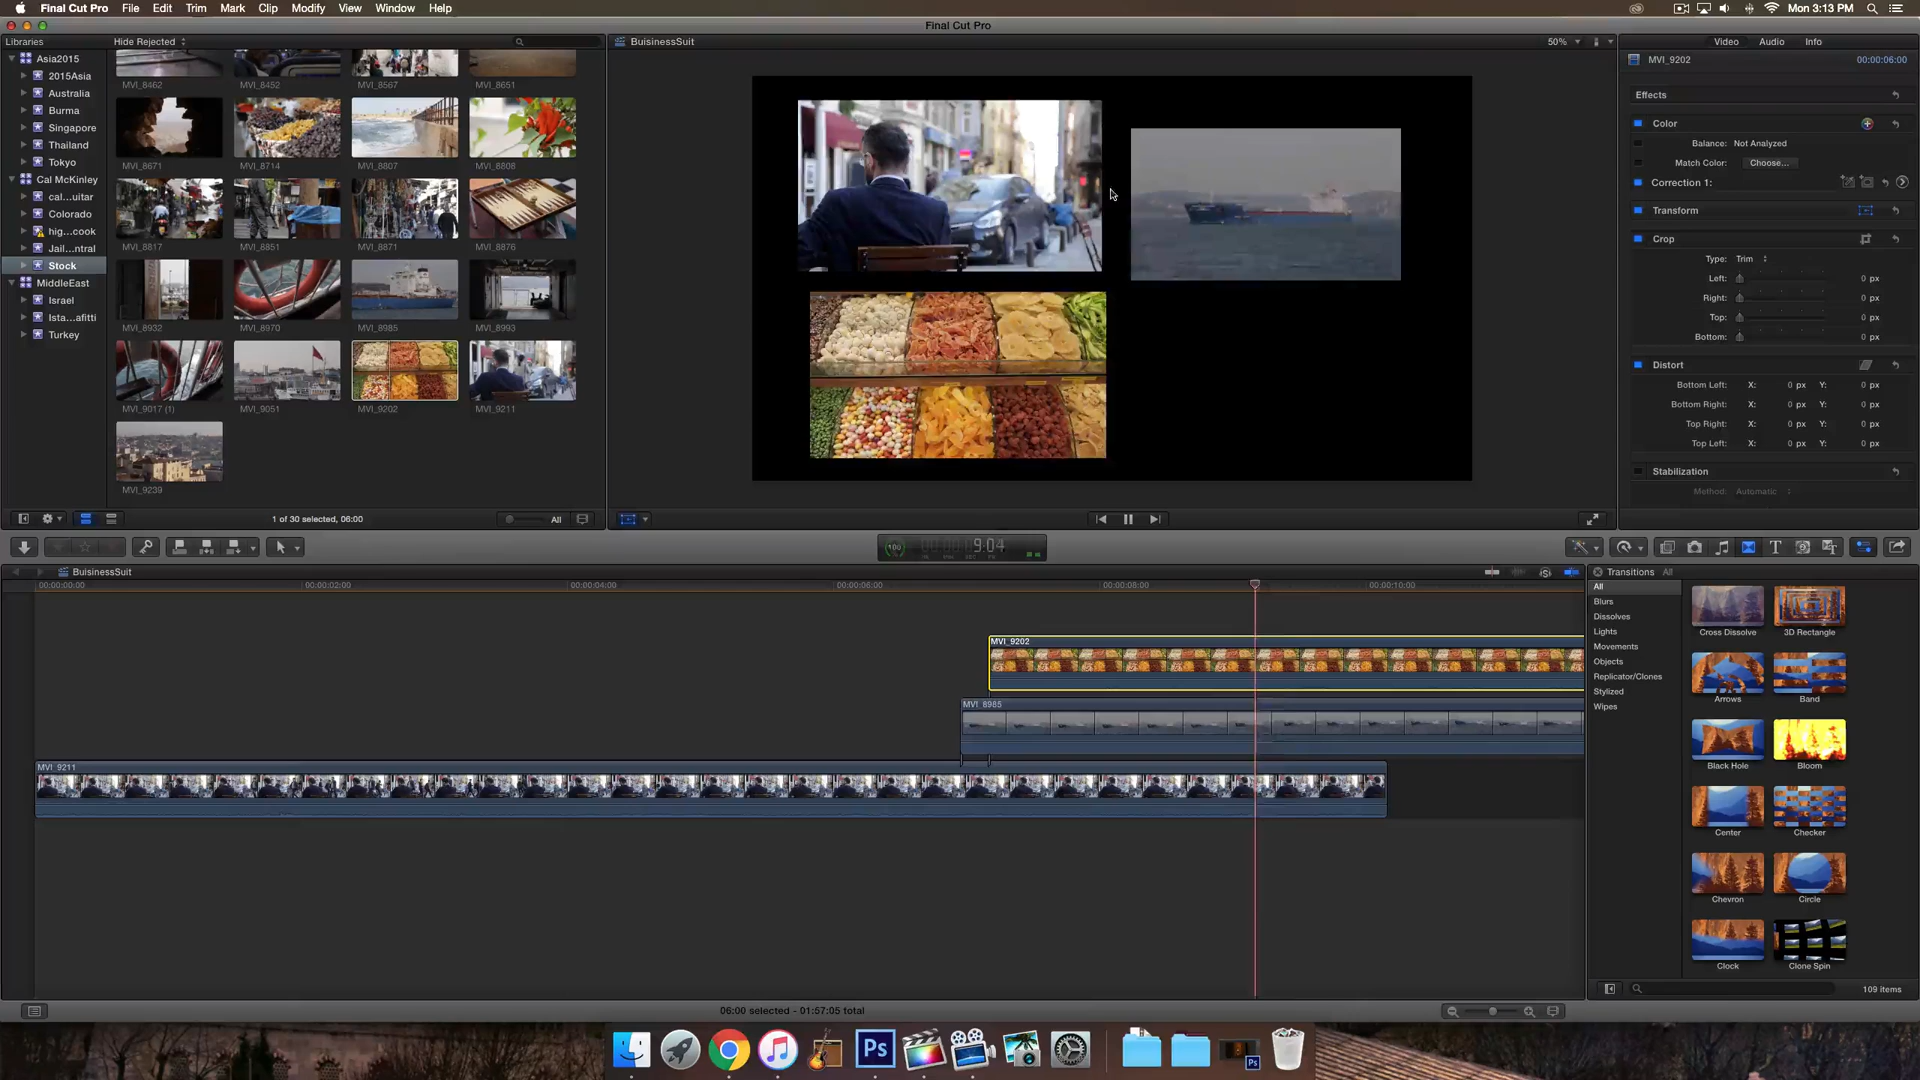 Final Cut Pro File Edit Trim Mark Clip Modify View Window Help
Mon 3:13 PM
Final Cut Pro
Libraries
Hide Rejected
BuisinessSuit
50%
Video Audio Info
Asia2015
2015Asia
Australia
Burma
Singapore
Thailand
Tokyo
Cal McKinley
cal...uitar
Colorado
hig...cook
Jail...ntral
Stock
MiddleEast
Israel
Ista...afitti
Turkey
MVI_8462 MVI_8452 MVI_8567 MVI_8651
MVI_8671 MVI_8714 MVI_8807 MVI_8808
MVI_8817 MVI_8851 MVI_8871 MVI_8876
MVI_8932 MVI_8970 MVI_8985 MVI_8993
MVI_9017 (1) MVI_9051 MVI_9202 MVI_9211
MVI_9239
1 of 30 selected, 06:00
All
MVI_9202 00:00:06:00
Effects
Color
Balance: Not Analyzed
Match Color: Choose...
Correction 1:
Transform
Crop
Type: Trim
Left: 0 px
Right: 0 px
Top: 0 px
Bottom: 0 px
Distort
Bottom Left: X: 0 px Y: 0 px
Bottom Right: X: 0 px Y: 0 px
Top Right: X: 0 px Y: 0 px
Top Left: X: 0 px Y: 0 px
Stabilization
Method: Automatic
100
9:04
BuisinessSuit
00:00:00:00 00:00:02:00 00:00:04:00 00:00:06:00 00:00:08:00 00:00:10:00
MVI_9202
MVI_8985
MVI_9211
Transitions All
All
Blurs
Dissolves
Lights
Movements
Objects
Replicator/Clones
Stylized
Wipes
Cross Dissolve 3D Rectangle
Arrows Band
Black Hole Bloom
Center Checker
Chevron Circle
Clock Clone Spin
109 items
06:00 selected - 01:57:05 total
Ps
Ps